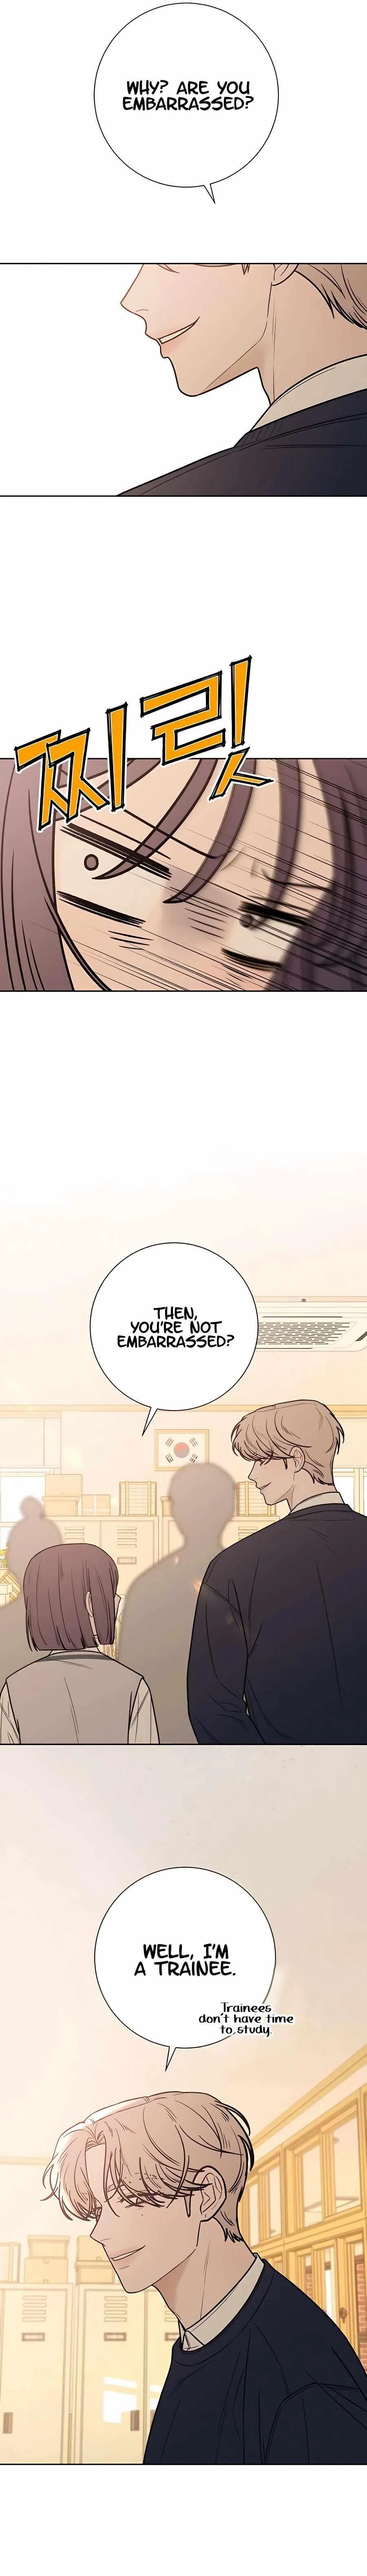 WHY? ARE YOU
EMBARRASSED?
찌릿
THEN,
YOU'RE NOT
EMBARRASSED?
WELL, I'M
A TRAINEE.
Trainees
don't have time
to study.